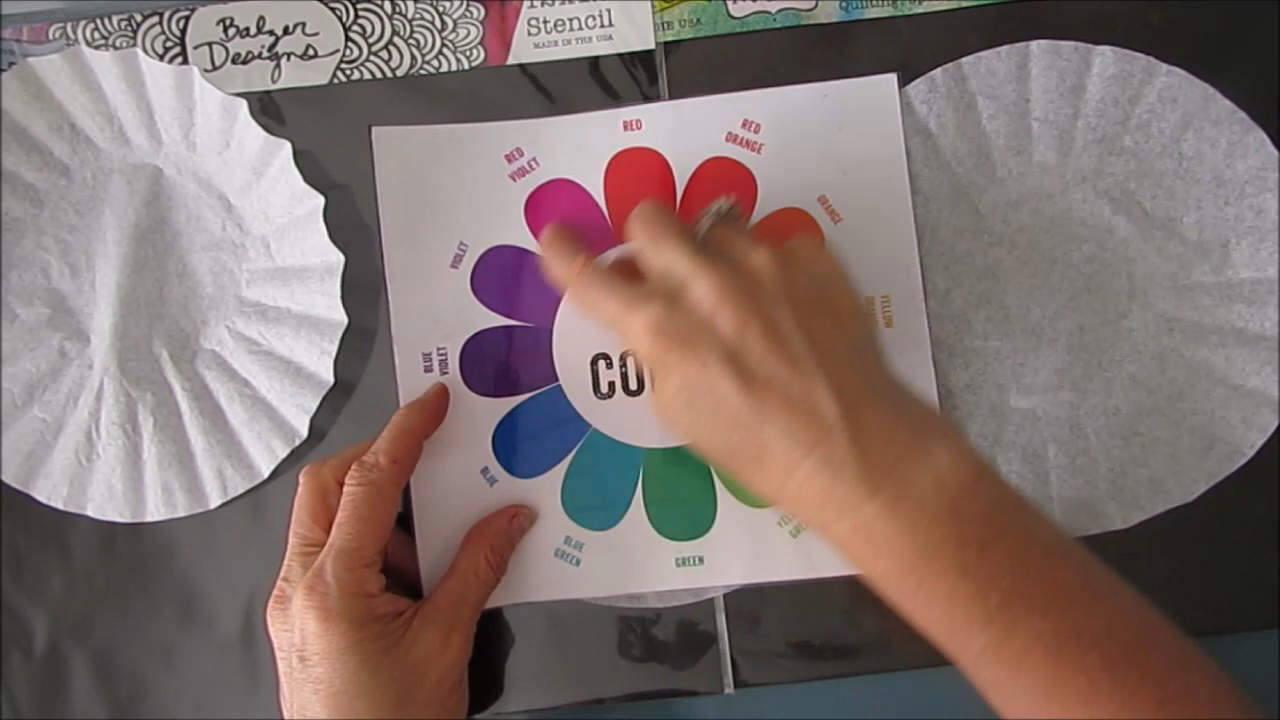 Balzer
Designs
Stencil
MADE IN THE USA
USA
RED
RED
ORANGE
RED
VIOLET
ORANGE
VIOLET
YELLOW
BLUE
VIOLET
CO
BLUE
BLUE
GREEN
GREEN